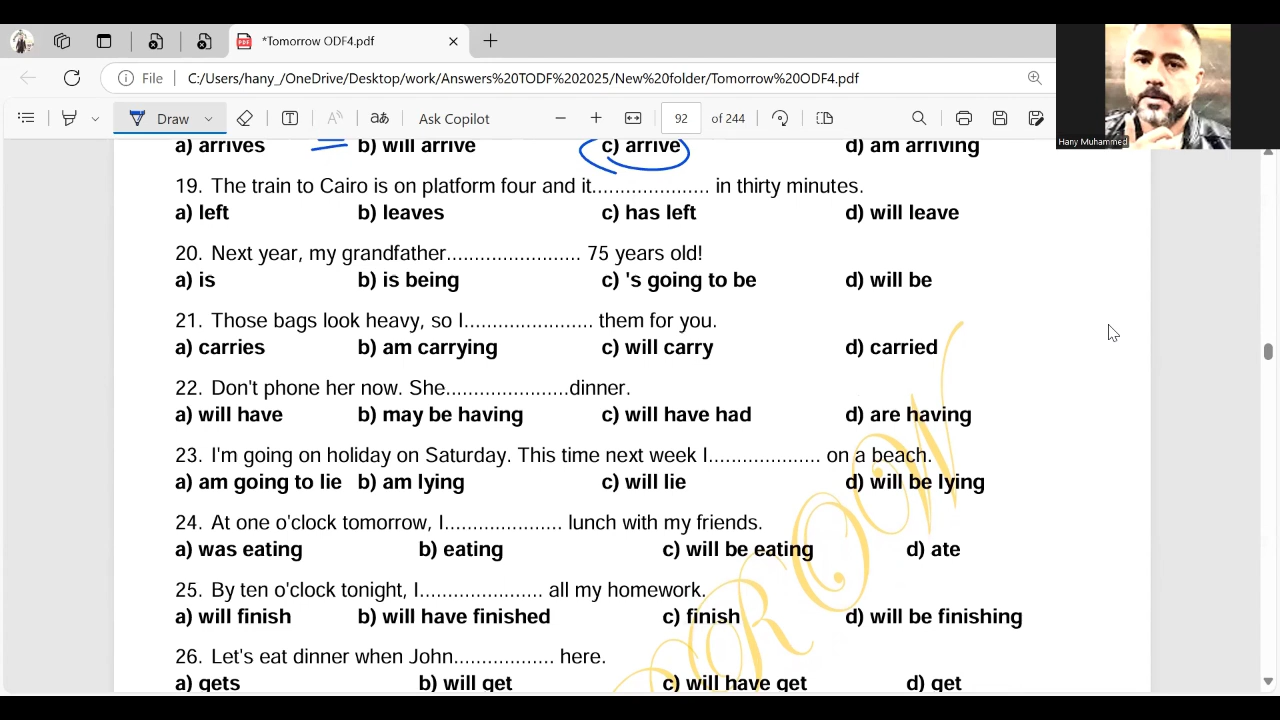 *Tomorrow ODF4.pdf
File
C:/Users/hany_/OneDrive/Desktop/work/Answers%20TODF%202025/New%20folder/Tomorrow%20ODF4.pdf
Draw
Ask Copilot
92 of 244
Hany Muhammed
a) arrives b) will arrive c) arrive d) am arriving
19. The train to Cairo is on platform four and it..................... in thirty minutes.
a) left b) leaves c) has left d) will leave
20. Next year, my grandfather........................ 75 years old!
a) is b) is being c) 's going to be d) will be
21. Those bags look heavy, so I....................... them for you.
a) carries b) am carrying c) will carry d) carried
22. Don't phone her now. She......................dinner.
a) will have b) may be having c) will have had d) are having
23. I'm going on holiday on Saturday. This time next week I.................... on a beach.
a) am going to lie b) am lying c) will lie d) will be lying
24. At one o'clock tomorrow, I..................... lunch with my friends.
a) was eating b) eating c) will be eating d) ate
25. By ten o'clock tonight, I...................... all my homework.
a) will finish b) will have finished c) finish d) will be finishing
26. Let's eat dinner when John.................. here.
a) gets b) will get c) will have get d) get